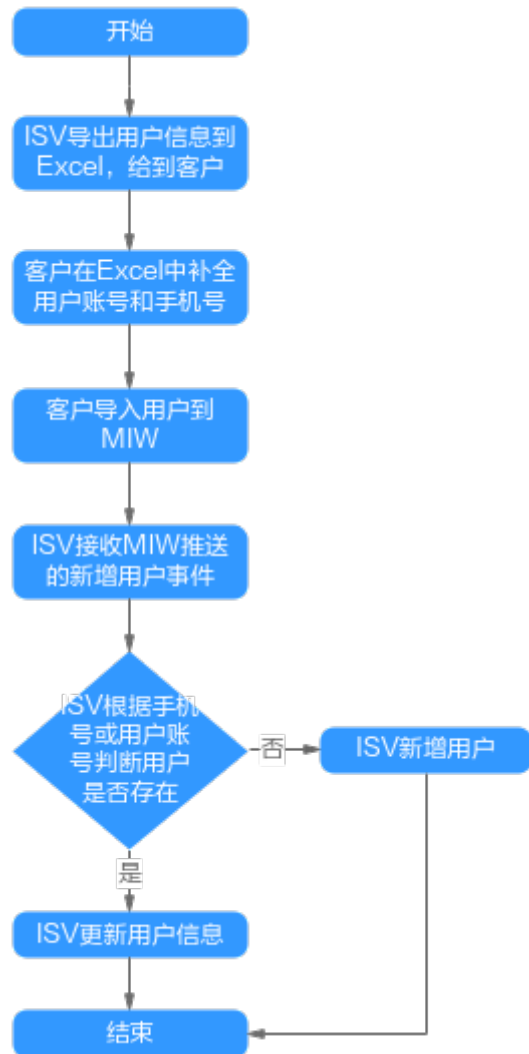 开始
ISV导出用户信息到
Excel，给到客户
客户在Excel中补全
用户账号和手机号
客户导入用户到
MIW
ISV接收MIW推送
的新增用户事件
ISV根据手机
号或用户账
号判断用户
是否存在
否
ISV新增用户
是
ISV更新用户信息
结束